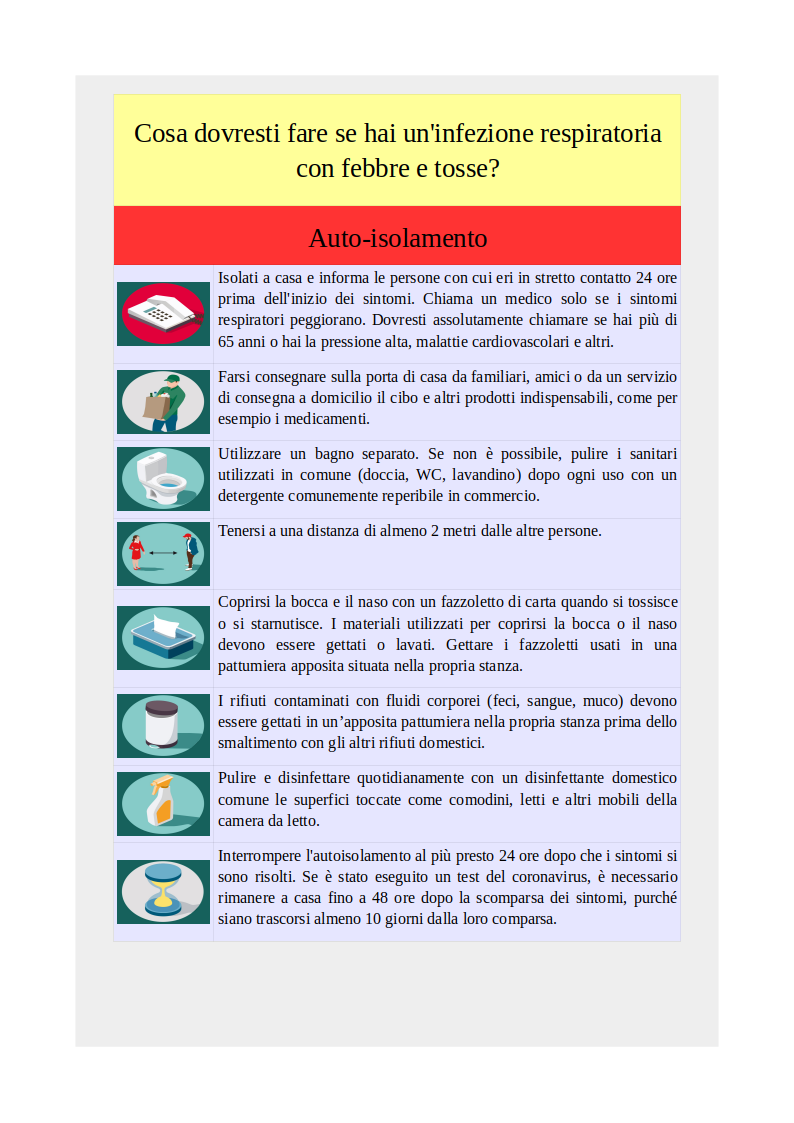 Cosa dovresti fare se hai un'infezione respiratoria
con febbre e tosse?
Auto-isolamento
Isolati a casa e informa le persone con cui eri in stretto contatto 24 ore
prima dell'inizio dei sintomi. Chiama un medico solo se i sintomi
respiratori peggiorano. Dovresti assolutamente chiamare se hai più di
65 anni o hai la pressione alta, malattie cardiovascolari e altri.
Farsi consegnare sulla porta di casa da familiari, amici o da un servizio
di consegna a domicilio il cibo e altri prodotti indispensabili, come per
esempio i medicamenti.
Utilizzare un bagno separato. Se non è possibile, pulire i sanitari
utilizzati in comune (doccia, WC, lavandino) dopo ogni uso con un
detergente comunemente reperibile in commercio.
Tenersi a una distanza di almeno 2 metri dalle altre persone.
Coprirsi la bocca e il naso con un fazzoletto di carta quando si tossisce
o si starnutisce. I materiali utilizzati per coprirsi la bocca o il naso
devono essere gettati o lavati. Gettare i fazzoletti usati in una
pattumiera apposita situata nella propria stanza.
I rifiuti contaminati con fluidi corporei (feci, sangue, muco) devono
essere gettati in un’apposita pattumiera nella propria stanza prima dello
smaltimento con gli altri rifiuti domestici.
Pulire e disinfettare quotidianamente con un disinfettante domestico
comune le superfici toccate come comodini, letti e altri mobili della
camera da letto.
Interrompere l'autoisolamento al più presto 24 ore dopo che i sintomi si
sono risolti. Se è stato eseguito un test del coronavirus, è necessario
rimanere a casa fino a 48 ore dopo la scomparsa dei sintomi, purché
siano trascorsi almeno 10 giorni dalla loro comparsa.